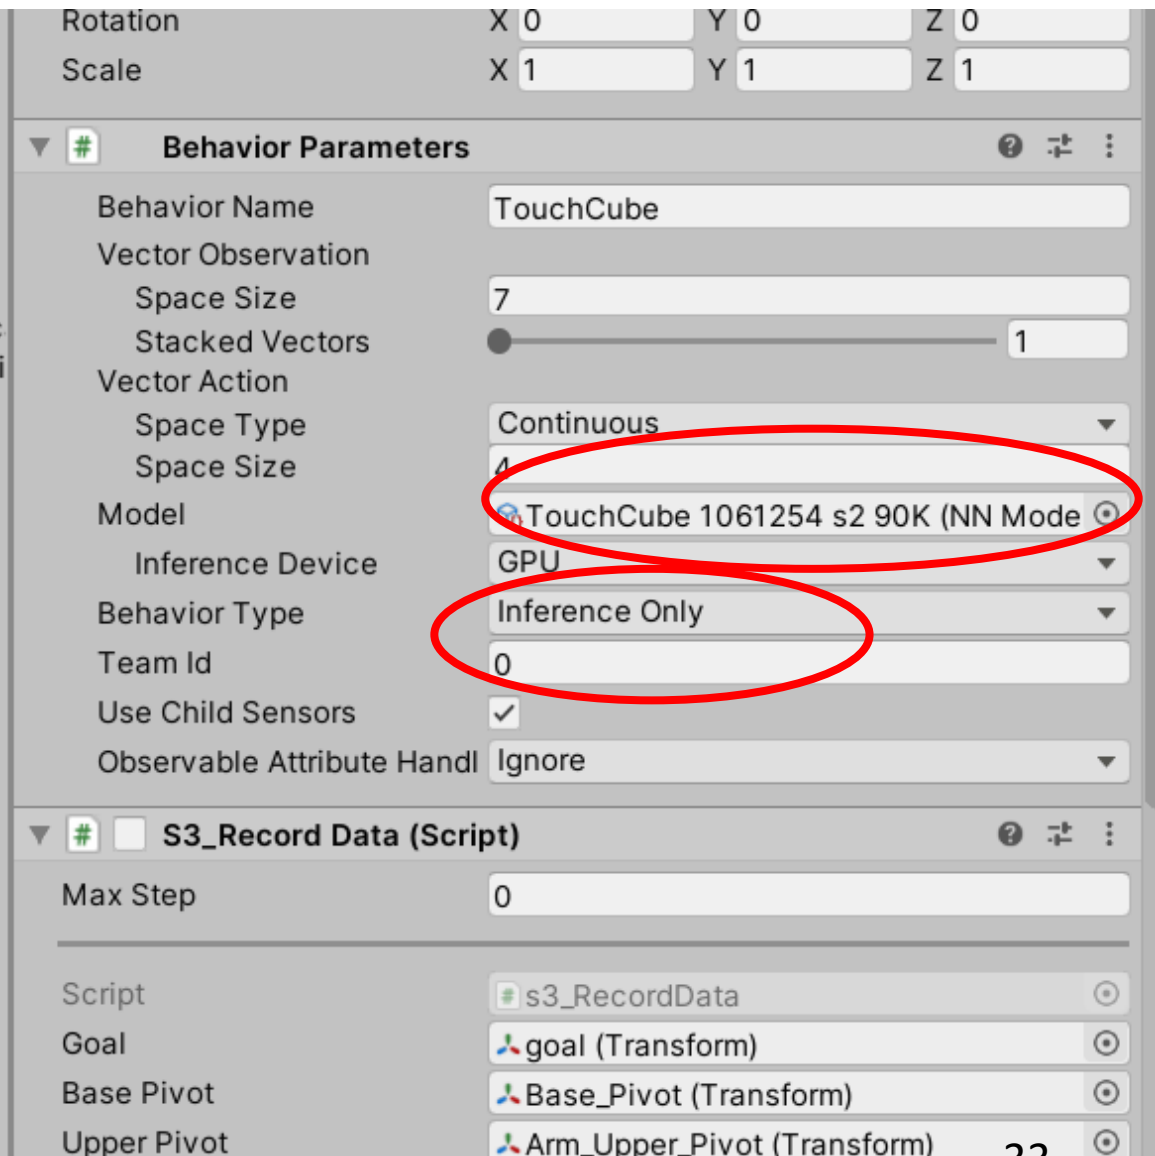 Rotation X 0 Y 0 Z 0
Scale X 1 Y 1 Z 1
# Behavior Parameters
Behavior Name TouchCube
Vector Observation
Space Size 7
Stacked Vectors 1
Vector Action
Space Type Continuous
Space Size 4
Model TouchCube 1061254 s2 90K (NN Mode
Inference Device GPU
Behavior Type Inference Only
Team Id 0
Use Child Sensors
Observable Attribute Handl Ignore
# S3_Record Data (Script)
Max Step 0
Script # s3_RecordData
Goal goal (Transform)
Base Pivot Base_Pivot (Transform)
Upper Pivot Arm_Upper_Pivot (Transform)